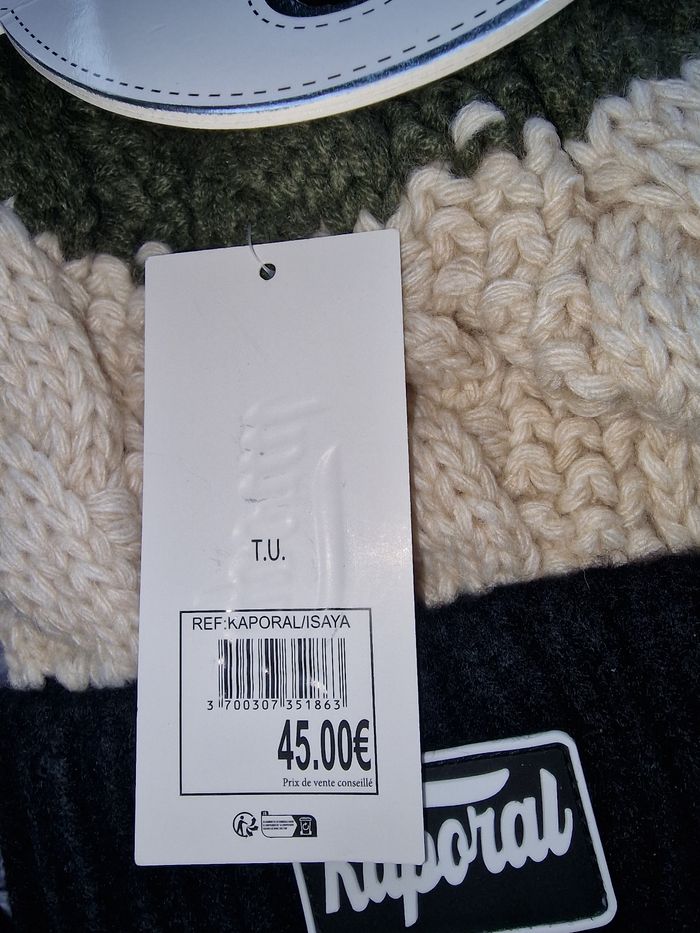 T.U.
REF:KAPORAL/ISAYA
3 700307 351863
45.00€
Prix de vente conseillé
Kaporal